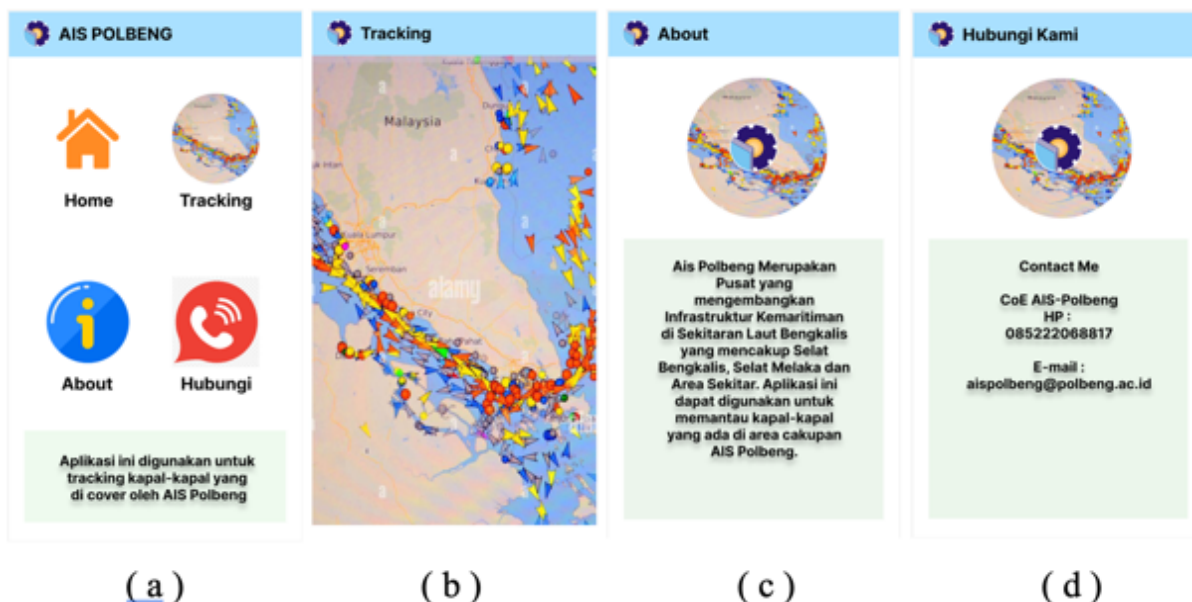 AIS POLBENG
Home
Tracking
About
Hubungi
Aplikasi ini digunakan untuk
tracking kapal-kapal yang
di cover oleh AIS Polbeng
( a )
Tracking
Malaysia
Kuala Lumpur
Seremban
City
a
alamy
( b )
About
Ais Polbeng Merupakan
Pusat yang
mengembangkan
Infrastruktur Kemaritiman
di Sekitaran Laut Bengkalis
yang mencakup Selat
Bengkalis, Selat Melaka dan
Area Sekitar. Aplikasi ini
dapat digunakan untuk
memantau kapal-kapal
yang ada di area cakupan
AIS Polbeng.
( c )
Hubungi Kami
Contact Me
CoE AIS-Polbeng
HP :
085222068817
E-mail :
aispolbeng@polbeng.ac.id
( d )